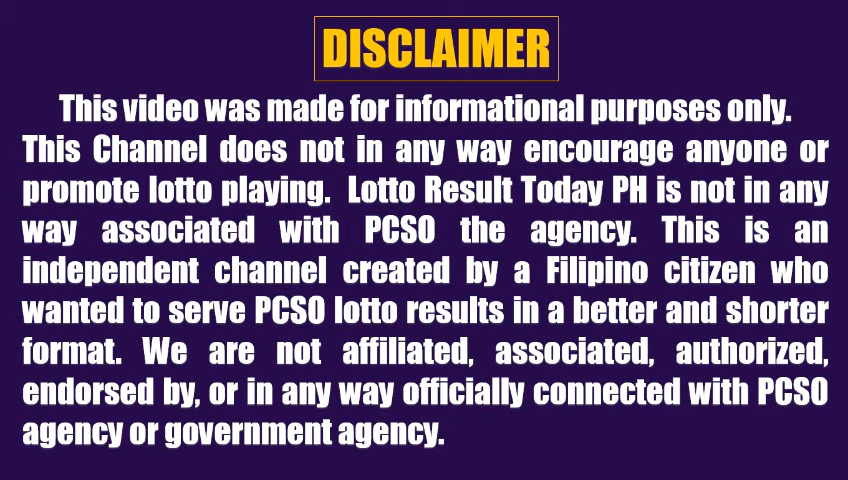 DISCLAIMER
This video was made for informational purposes only.
This Channel does not in any way encourage anyone or
promote lotto playing. Lotto Result Today PH is not in any
way associated with PCSO the agency. This is an
independent channel created by a Filipino citizen who
wanted to serve PCSO lotto results in a better and shorter
format. We are not affiliated, associated, authorized,
endorsed by, or in any way officially connected with PCSO
agency or government agency.